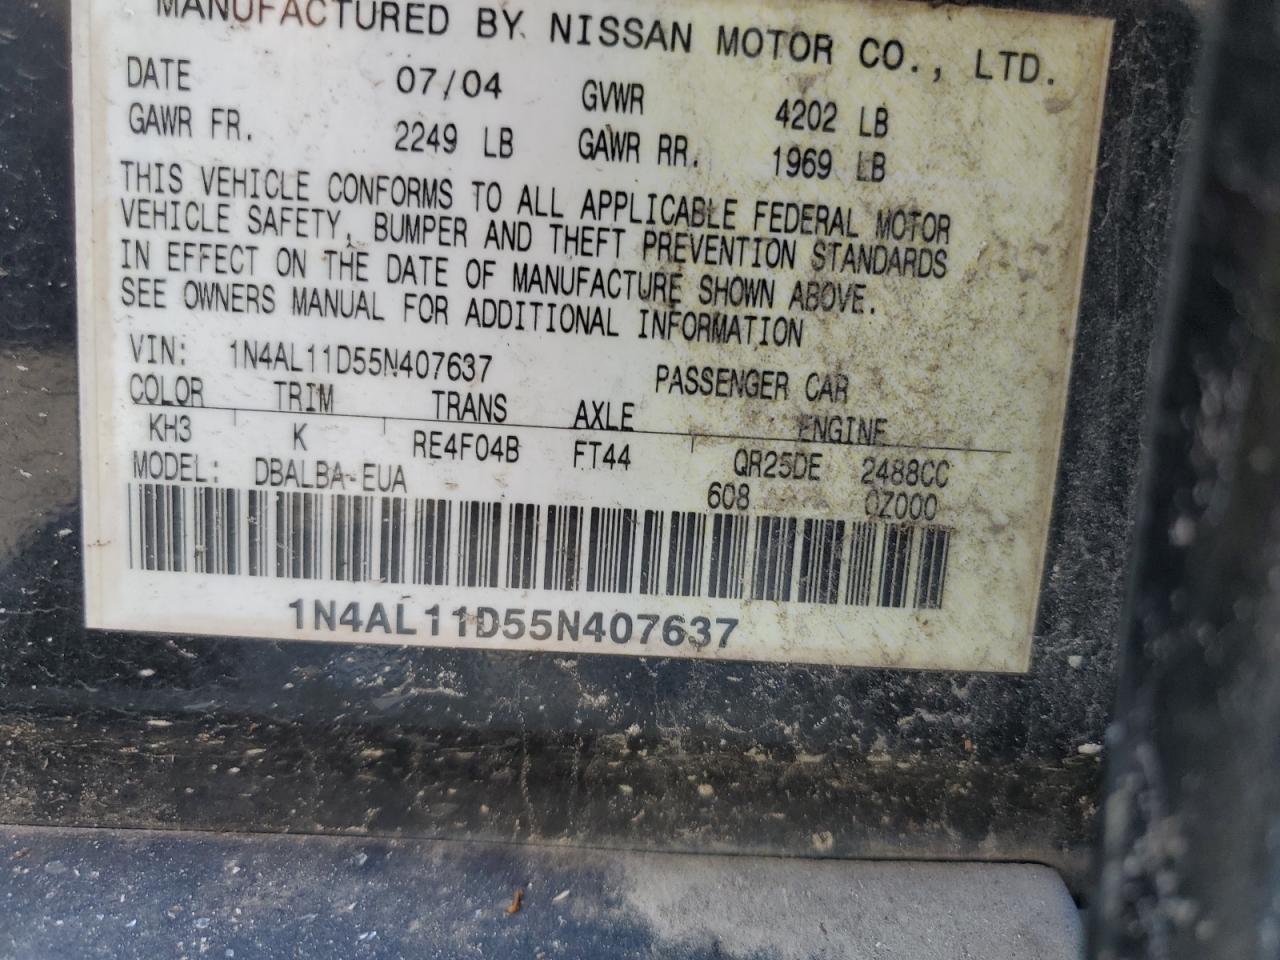 MANUFACTURED BY NISSAN MOTOR CO., LTD.
DATE 07/04 GVWR 4202 LB
GAWR FR. 2249 LB GAWR RR. 1969 LB
THIS VEHICLE CONFORMS TO ALL APPLICABLE FEDERAL MOTOR
VEHICLE SAFETY, BUMPER AND THEFT PREVENTION STANDARDS
IN EFFECT ON THE DATE OF MANUFACTURE SHOWN ABOVE.
SEE OWNERS MANUAL FOR ADDITIONAL INFORMATION
VIN: 1N4AL11D55N407637 PASSENGER CAR
COLOR TRIM TRANS AXLE ENGINE
KH3 K RE4F04B FT44 QR25DE 2488CC
MODEL: DBALBA-EUA 608 0Z000
1N4AL11D55N407637